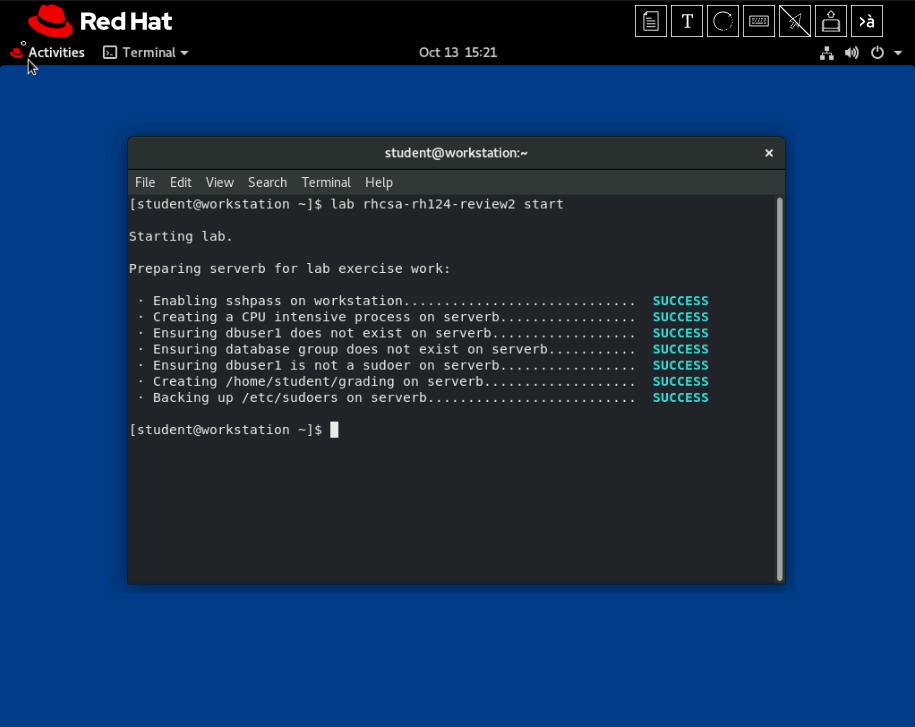 Red Hat
T
>à
Activities
Terminal
Oct 13 15:21
student@workstation:~
×
File Edit View Search Terminal Help
[student@workstation ~]$ lab rhcsa-rh124-review2 start
Starting lab.
Preparing serverb for lab exercise work:
· Enabling sshpass on workstation............................. SUCCESS
· Creating a CPU intensive process on serverb................. SUCCESS
· Ensuring dbuser1 does not exist on serverb.................. SUCCESS
· Ensuring database group does not exist on serverb........... SUCCESS
· Ensuring dbuser1 is not a sudoer on serverb................. SUCCESS
· Creating /home/student/grading on serverb................... SUCCESS
· Backing up /etc/sudoers on serverb.......................... SUCCESS
[student@workstation ~]$